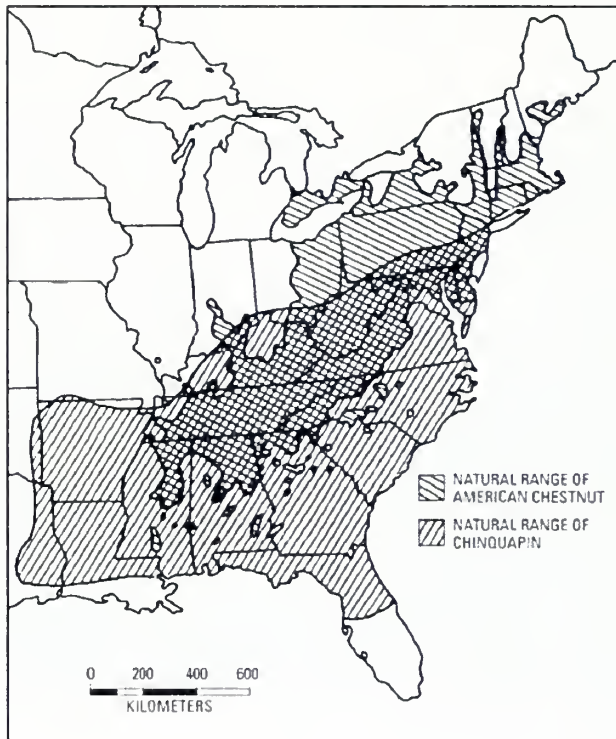 NATURAL RANGE OF
AMERICAN CHESTNUT
NATURAL RANGE OF
CHINQUAPIN
0 200 400 600
KILOMETERS